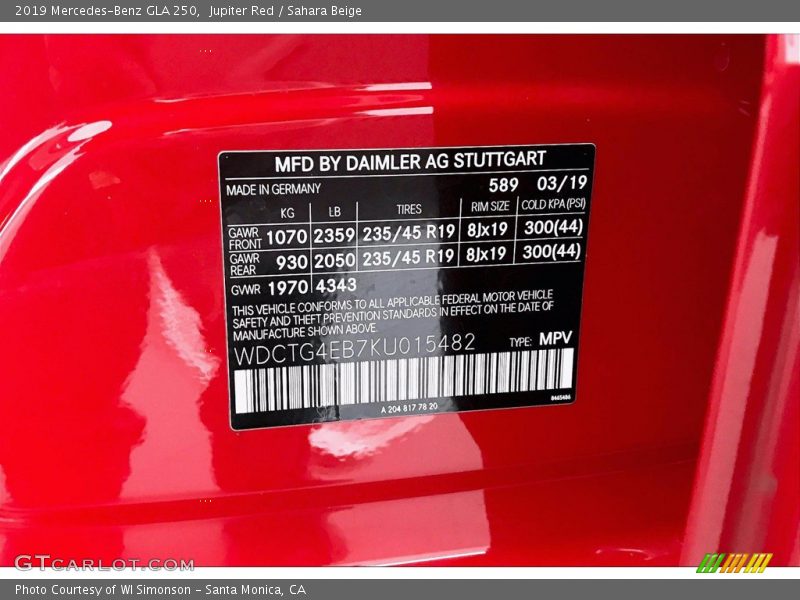 2019 Mercedes-Benz GLA 250,  Jupiter Red / Sahara Beige
MFD BY DAIMLER AG STUTTGART
MADE IN GERMANY 589 03/19
KG LB TIRES RIM SIZE COLD KPA(PSI)
GAWR FRONT 1070 2359 235/45 R19 8Jx19 300(44)
GAWR REAR 930 2050 235/45 R19 8Jx19 300(44)
GVWR 1970 4343
THIS VEHICLE CONFORMS TO ALL APPLICABLE FEDERAL MOTOR VEHICLE
SAFETY AND THEFT PREVENTION STANDARDS IN EFFECT ON THE DATE OF
MANUFACTURE SHOWN ABOVE.
WDCTG4EB7KU015482 TYPE: MPV
A 204 817 78 20 8465486
GTCARLOT.COM
Photo Courtesy of WI Simonson - Santa Monica, CA